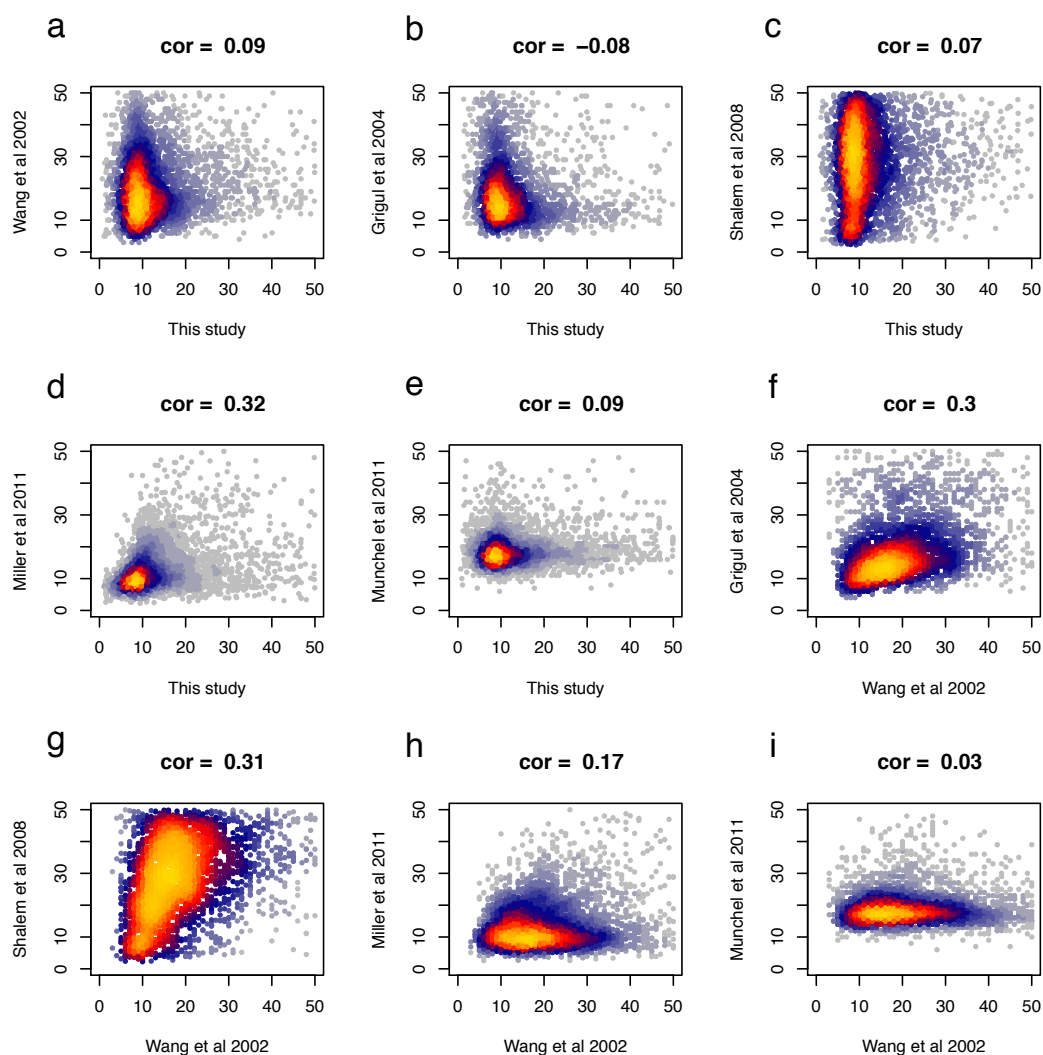 a
cor = 0.09
Wang et al 2002
0 10 30 50
0 10 20 30 40 50
This study
b
cor = −0.08
Grigul et al 2004
0 10 30 50
0 10 20 30 40 50
This study
c
cor = 0.07
Shalem et al 2008
0 10 30 50
0 10 20 30 40 50
This study
d
cor = 0.32
Miller et al 2011
0 10 30 50
0 10 20 30 40 50
This study
e
cor = 0.09
Munchel et al 2011
0 10 30 50
0 10 20 30 40 50
This study
f
cor = 0.3
Grigul et al 2004
0 10 30 50
0 10 20 30 40 50
Wang et al 2002
g
cor = 0.31
Shalem et al 2008
0 10 30 50
0 10 20 30 40 50
Wang et al 2002
h
cor = 0.17
Miller et al 2011
0 10 30 50
0 10 20 30 40 50
Wang et al 2002
i
cor = 0.03
Munchel et al 2011
0 10 30 50
0 10 20 30 40 50
Wang et al 2002